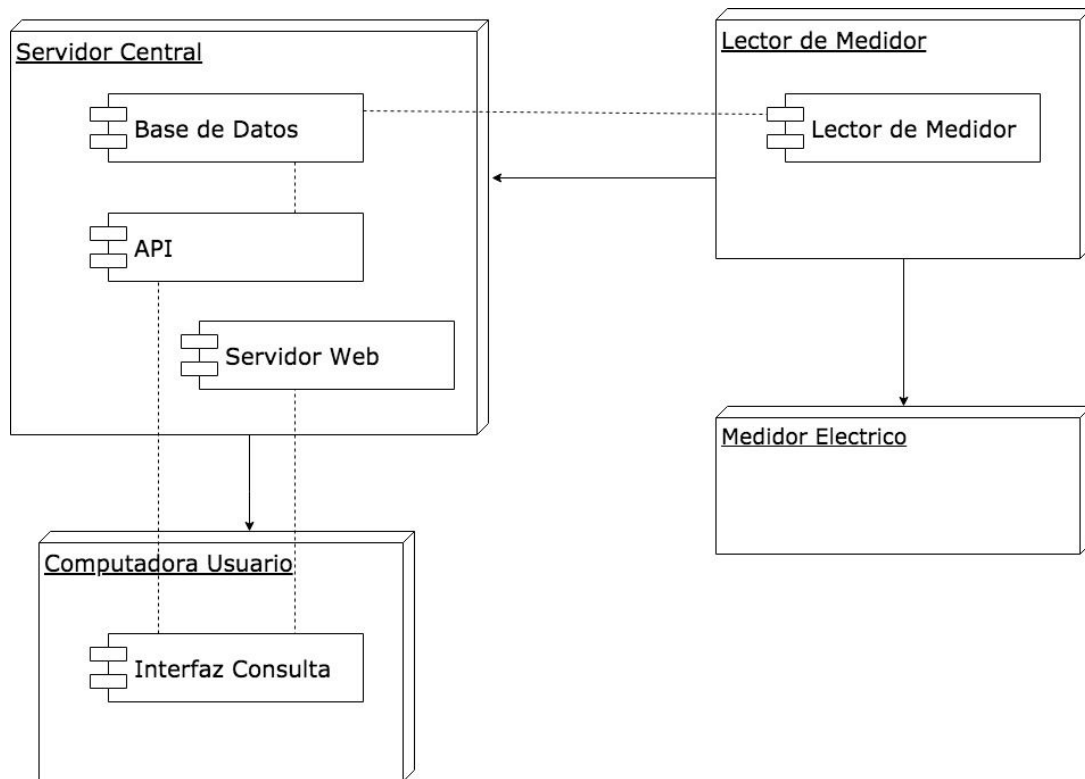 Servidor Central
Base de Datos
API
Servidor Web
Lector de Medidor
Lector de Medidor
Medidor Electrico
Computadora Usuario
Interfaz Consulta